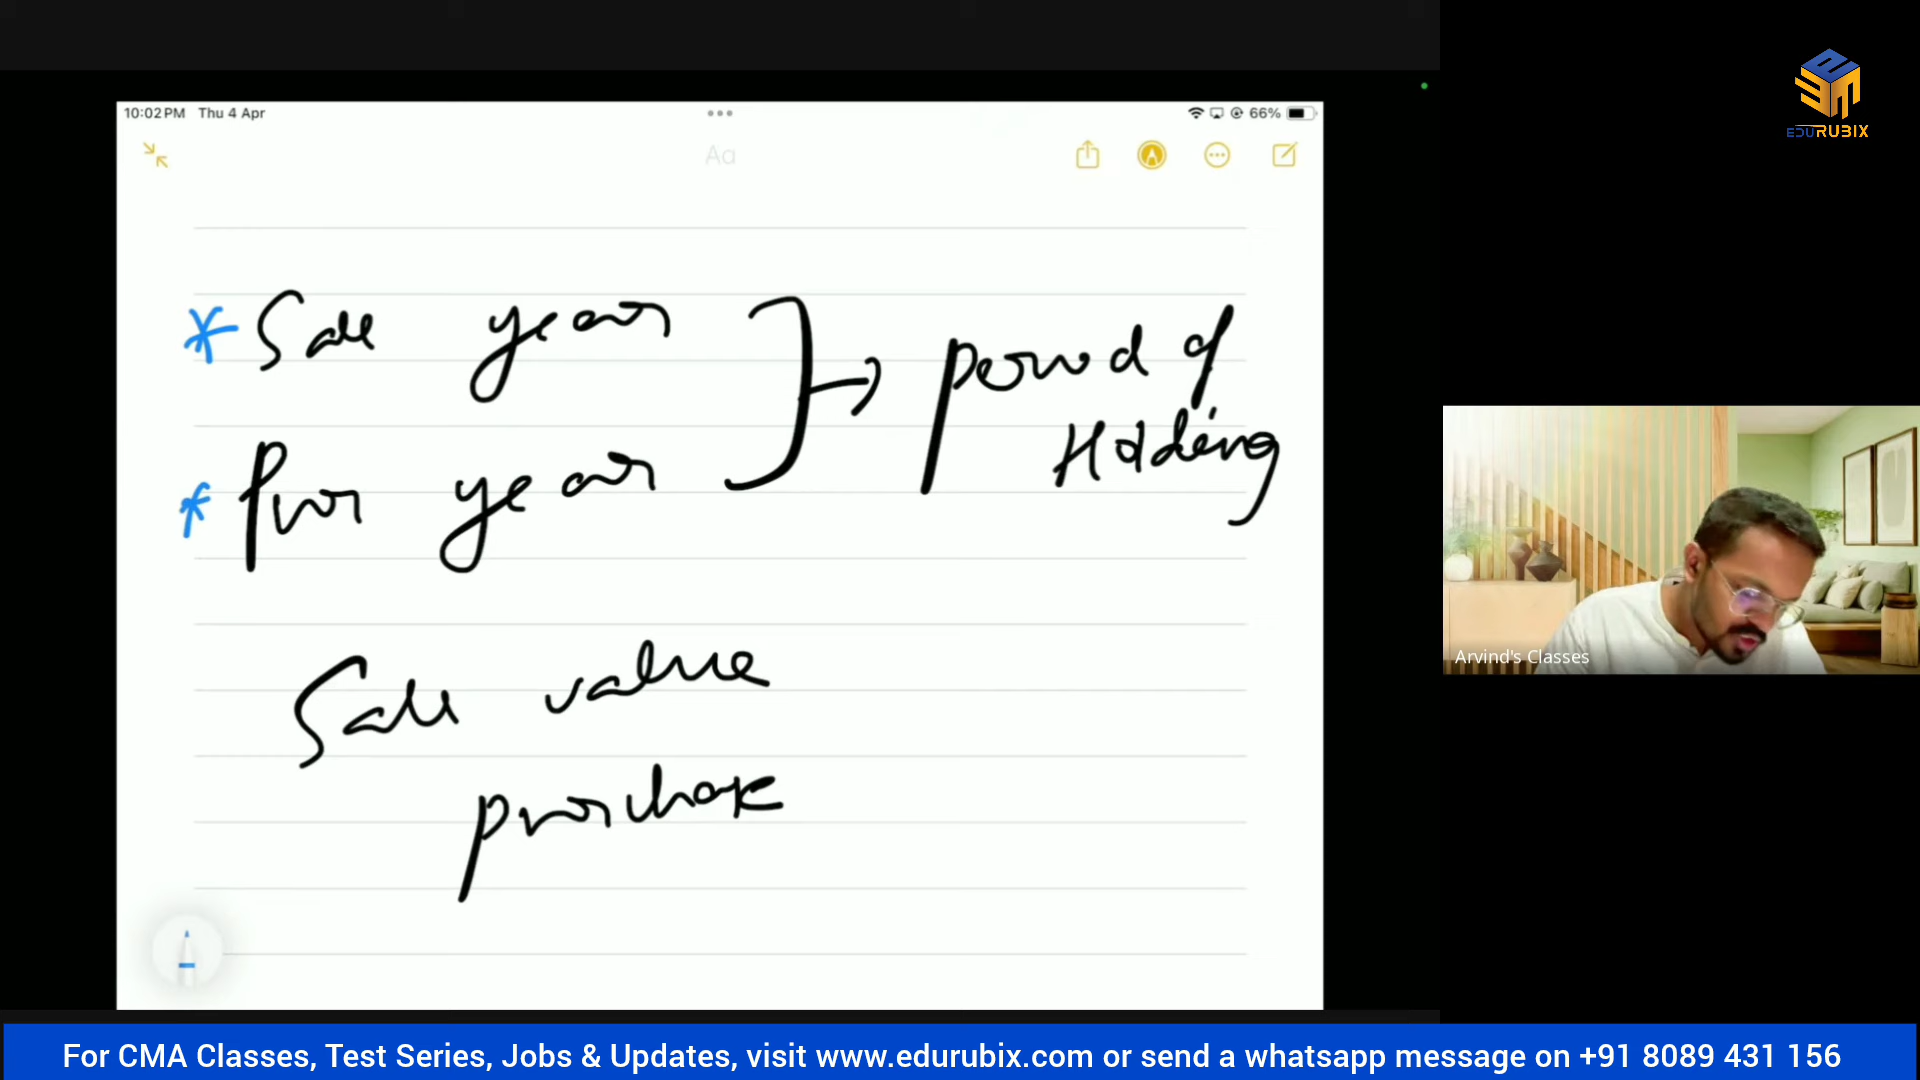 EDURUBIX
10:02 PM Thu 4 Apr
66%
Aa
* Sale year
* Pur year
→ period of
Holding
Sale value
purchase
Arvind's Classes
For CMA Classes, Test Series, Jobs & Updates, visit www.edurubix.com or send a whatsapp message on +91 8089 431 156